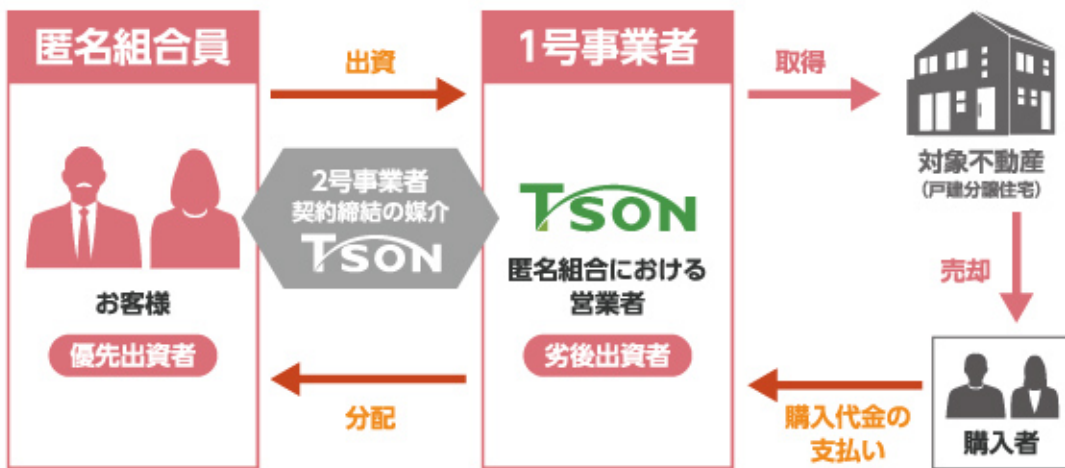 匿名組合員
出資
1号事業者
取得
2号事業者
契約締結の媒介
TSON
お客様
優先出資者
TSON
匿名組合における
営業者
劣後出資者
対象不動産
(戸建分譲住宅)
売却
分配
購入代金の
支払い
購入者